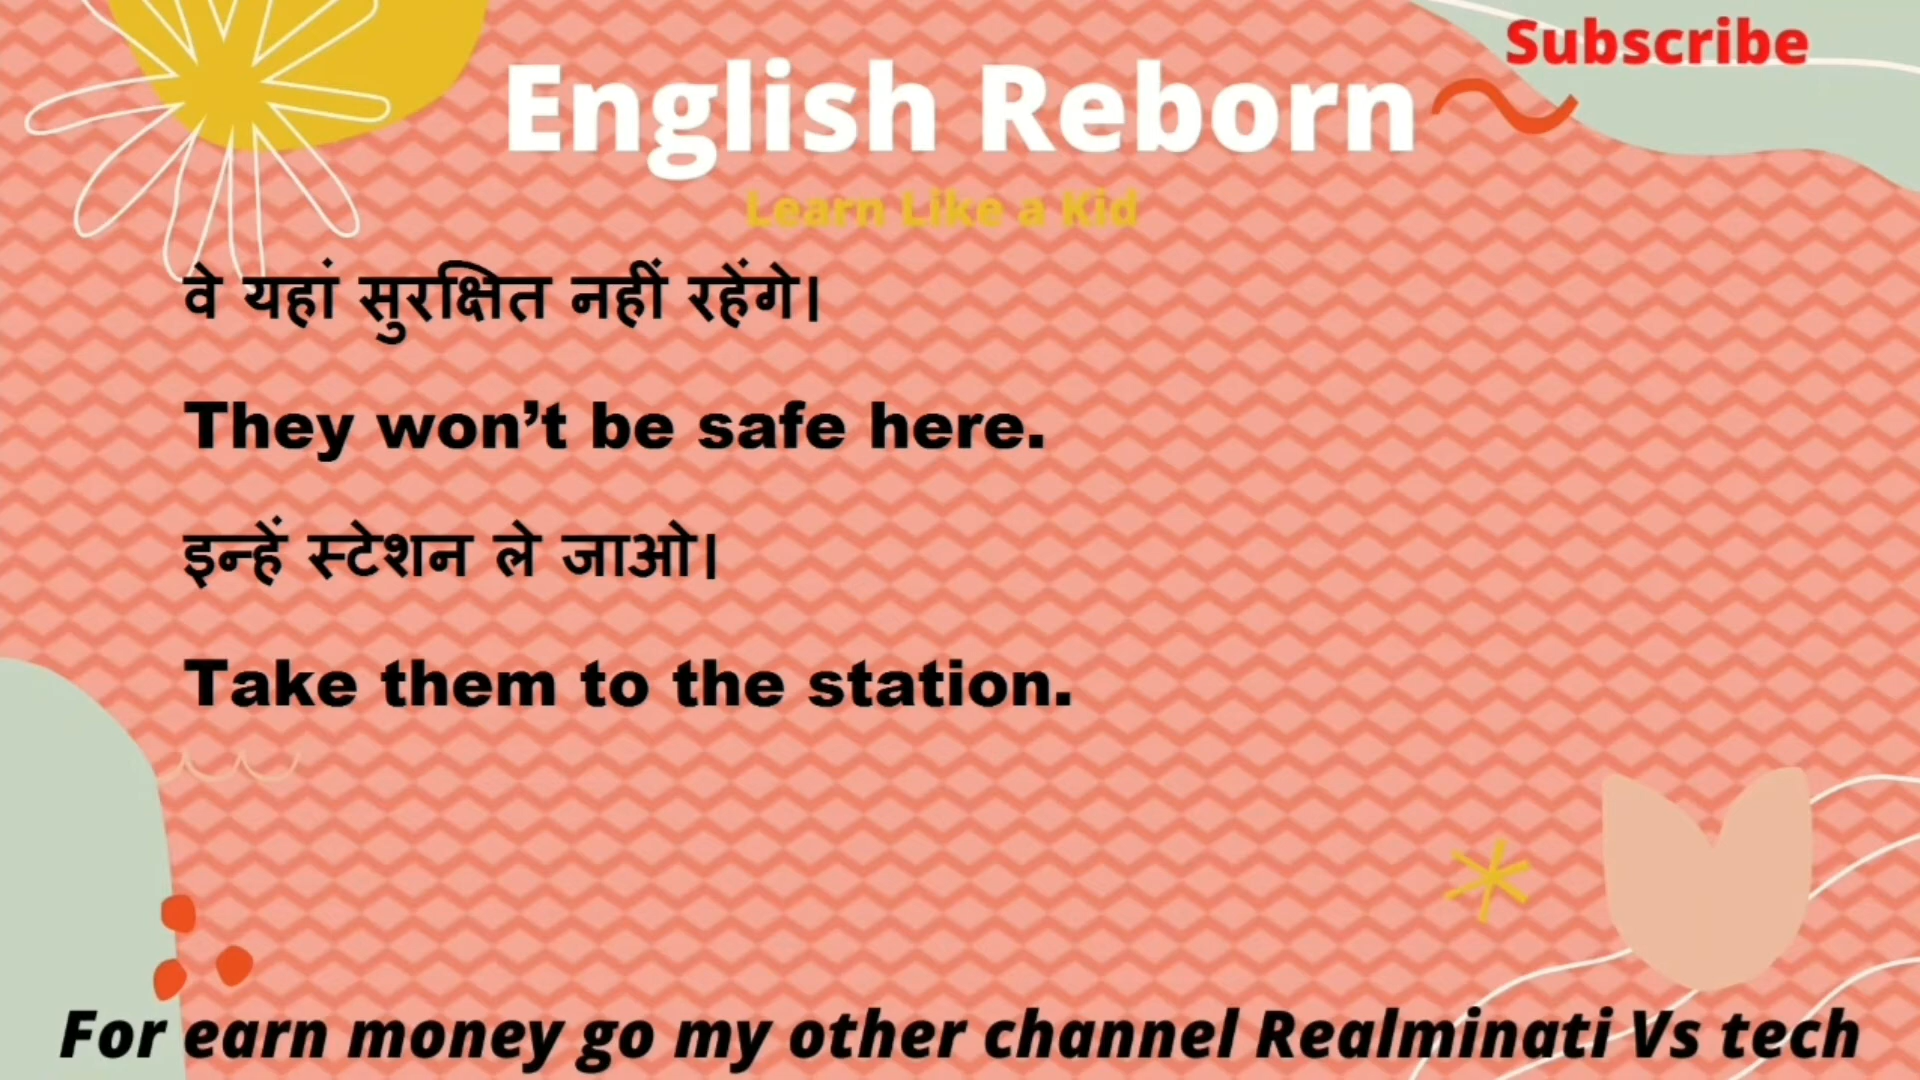 Subscribe
English Reborn
Learn Like a Kid
वे यहां सुरक्षित नहीं रहेंगे।
They won’t be safe here.
इन्हें स्टेशन ले जाओ।
Take them to the station.
For earn money go my other channel Realminati Vs tech